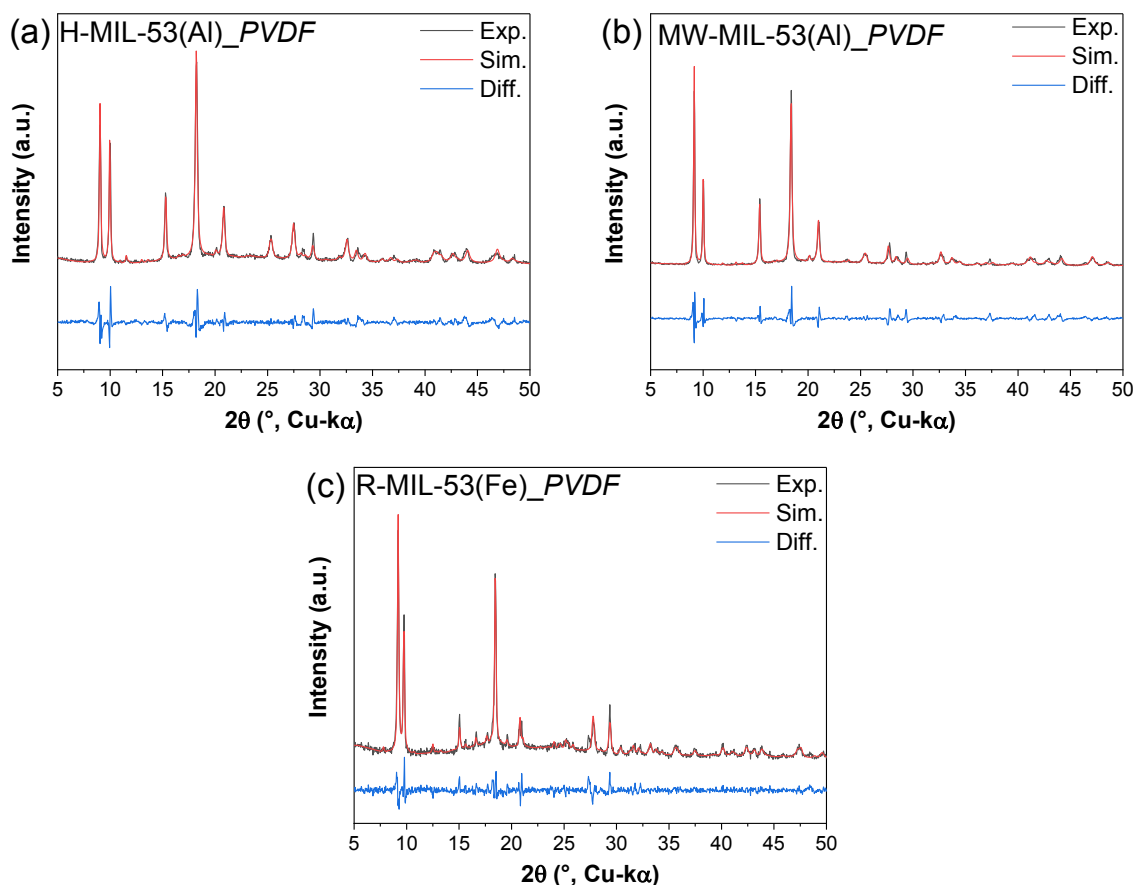 (a) H-MIL-53(Al)_PVDF
Exp.
Sim.
Diff.
Intensity (a.u.)
5 10 15 20 25 30 35 40 45 50
2θ (°, Cu-kα)
(b) MW-MIL-53(Al)_PVDF
Exp.
Sim.
Diff.
Intensity (a.u.)
5 10 15 20 25 30 35 40 45 50
2θ (°, Cu-kα)
(c) R-MIL-53(Fe)_PVDF
Exp.
Sim.
Diff.
Intensity (a.u.)
5 10 15 20 25 30 35 40 45 50
2θ (°, Cu-kα)